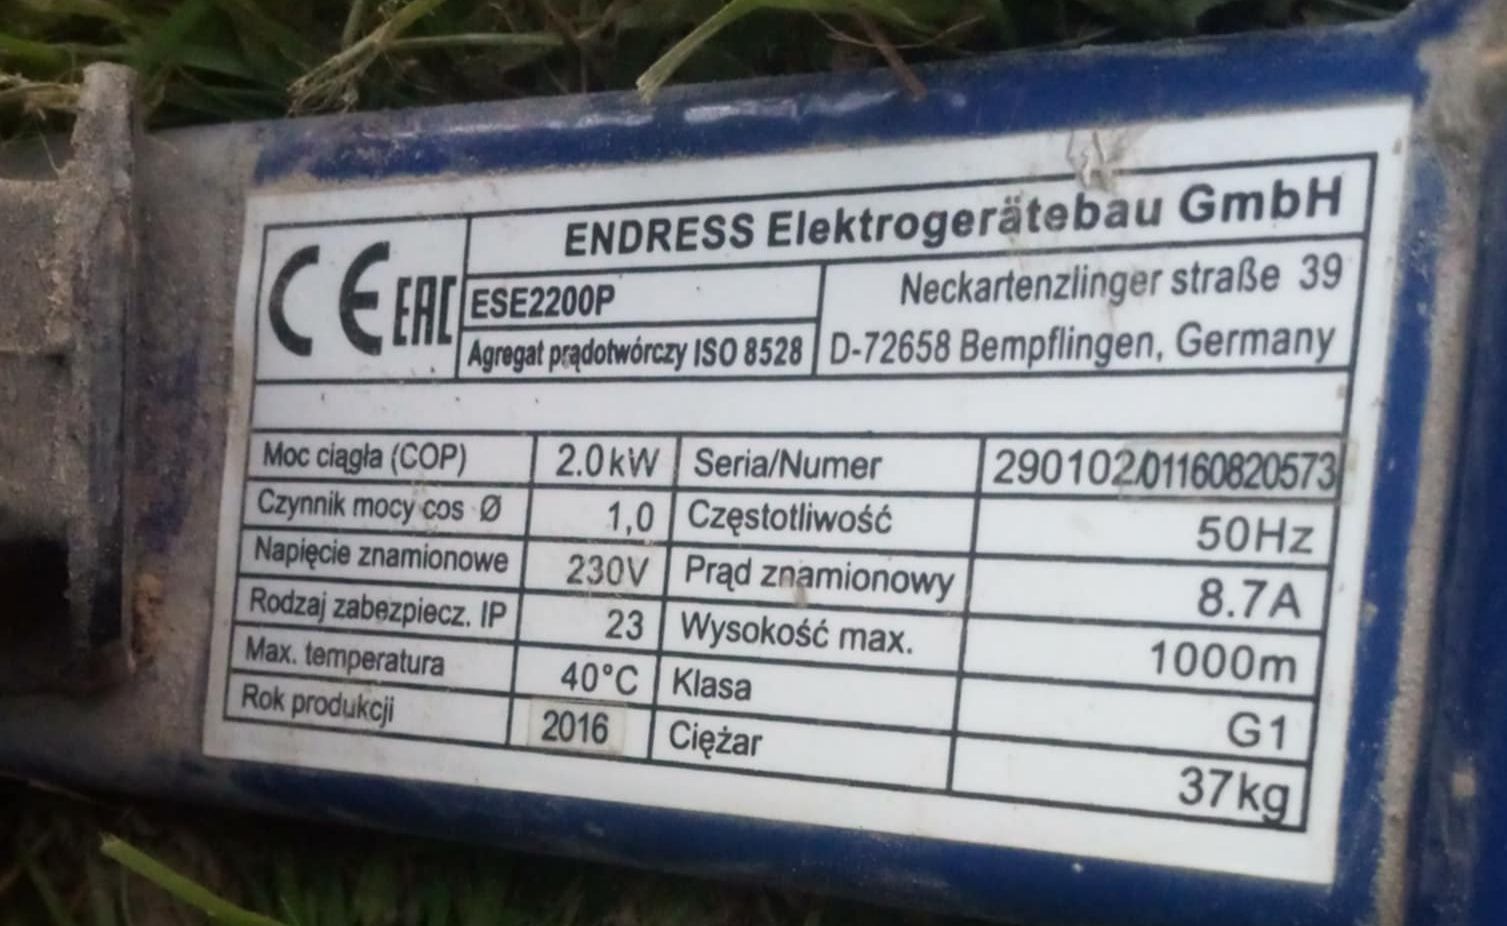 CE EAC
ENDRESS Elektrogerätebau GmbH
ESE2200P
Agregat prądotwórczy ISO 8528
Neckartenzlinger straße 39
D-72658 Bempflingen, Germany
Moc ciągła (COP) 2.0kW Seria/Numer 290102/01160820573
Czynnik mocy cos Ø 1,0 Częstotliwość 50Hz
Napięcie znamionowe 230V Prąd znamionowy 8.7A
Rodzaj zabezpiecz. IP 23 Wysokość max. 1000m
Max. temperatura 40°C Klasa G1
Rok produkcji 2016 Ciężar 37kg